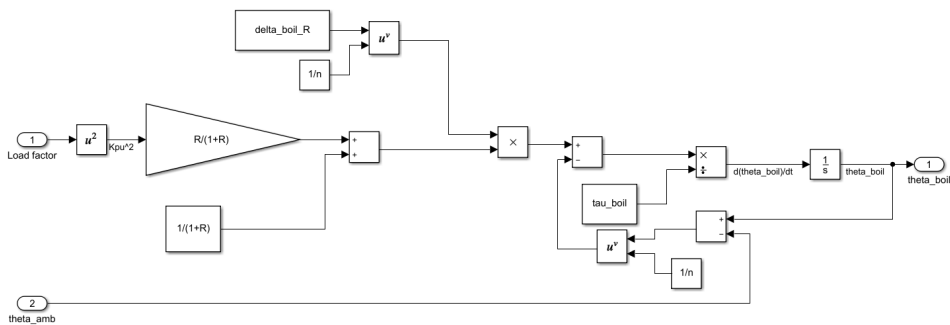 delta_boil_R
u^v
1/n
1
Load factor
u^2
Kpu^2
R/(1+R)
+
+
×
+
−
×
÷
d(theta_boil)/dt
1
s
theta_boil
1
theta_boil
tau_boil
1/(1+R)
u^v
+
−
1/n
2
theta_amb